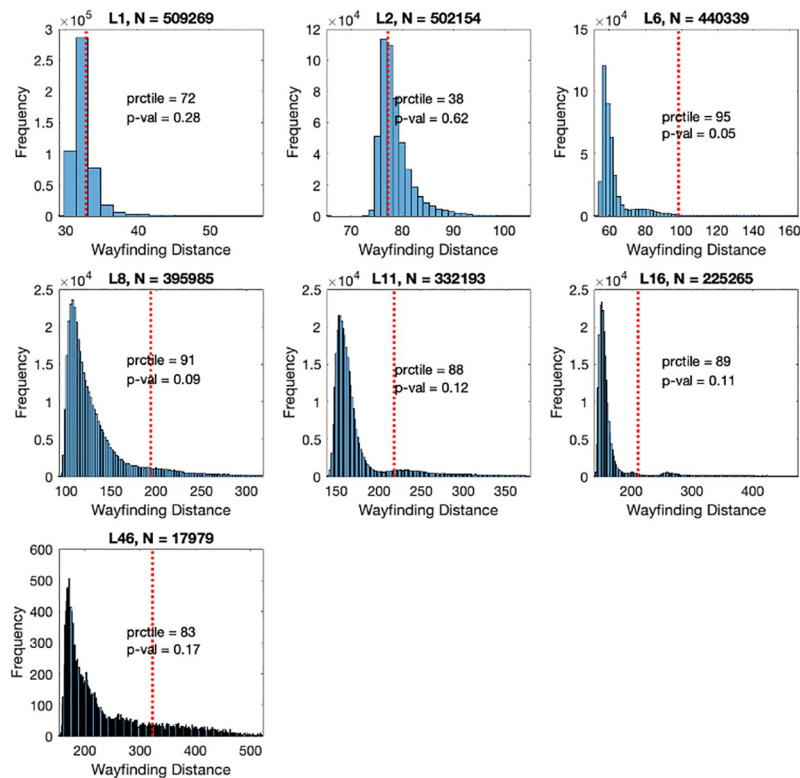 L1, N = 509269
×10^5
3
2.5
2
1.5
1
0.5
0
Frequency
prctile = 72
p-val = 0.28
30 40 50
Wayfinding Distance
L2, N = 502154
×10^4
12
10
8
6
4
2
0
Frequency
prctile = 38
p-val = 0.62
70 80 90 100
Wayfinding Distance
L6, N = 440339
×10^4
15
10
5
0
Frequency
prctile = 95
p-val = 0.05
60 80 100 120 140 160
Wayfinding Distance
L8, N = 395985
×10^4
2.5
2
1.5
1
0.5
0
Frequency
prctile = 91
p-val = 0.09
100 150 200 250 300
Wayfinding Distance
L11, N = 332193
×10^4
2.5
2
1.5
1
0.5
0
Frequency
prctile = 88
p-val = 0.12
150 200 250 300 350
Wayfinding Distance
L16, N = 225265
×10^4
2.5
2
1.5
1
0.5
0
Frequency
prctile = 89
p-val = 0.11
200 300 400
Wayfinding Distance
L46, N = 17979
600
500
400
300
200
100
0
Frequency
prctile = 83
p-val = 0.17
200 300 400 500
Wayfinding Distance